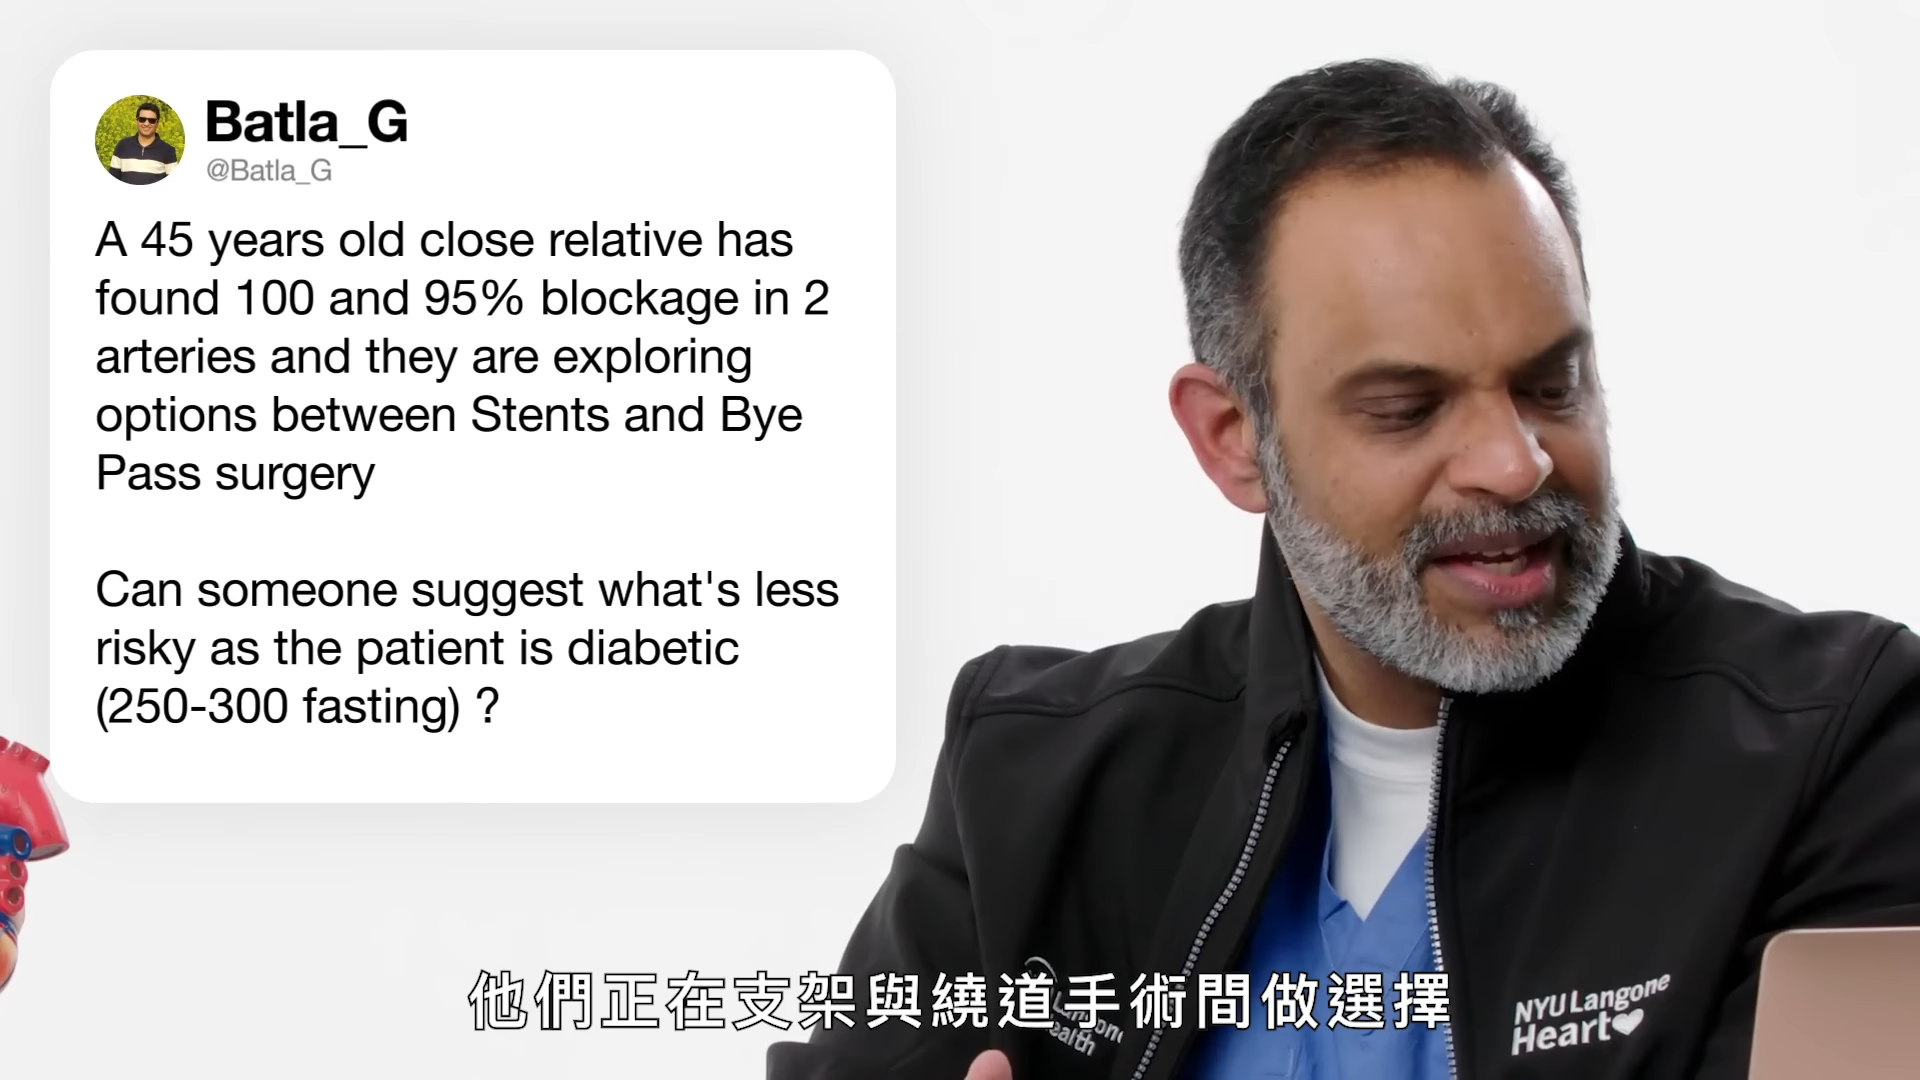 Batla_G
@Batla_G
A 45 years old close relative has
found 100 and 95% blockage in 2
arteries and they are exploring
options between Stents and Bye
Pass surgery
Can someone suggest what's less
risky as the patient is diabetic
(250-300 fasting) ?
他們正在支架與繞道手術間做選擇
Langone
Health
NYU Langone
Heart